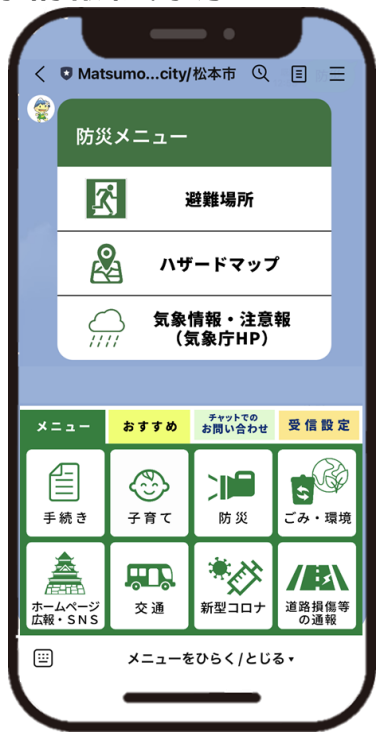 Matsumo...city/松本市
防災メニュー
避難場所
ハザードマップ
気象情報・注意報
（気象庁HP）
メニュー
おすすめ
チャットでの
お問い合わせ
受信設定
手続き
子育て
防災
ごみ・環境
ホームページ
広報・SNS
交通
新型コロナ
道路損傷等
の通報
メニューをひらく/とじる▾